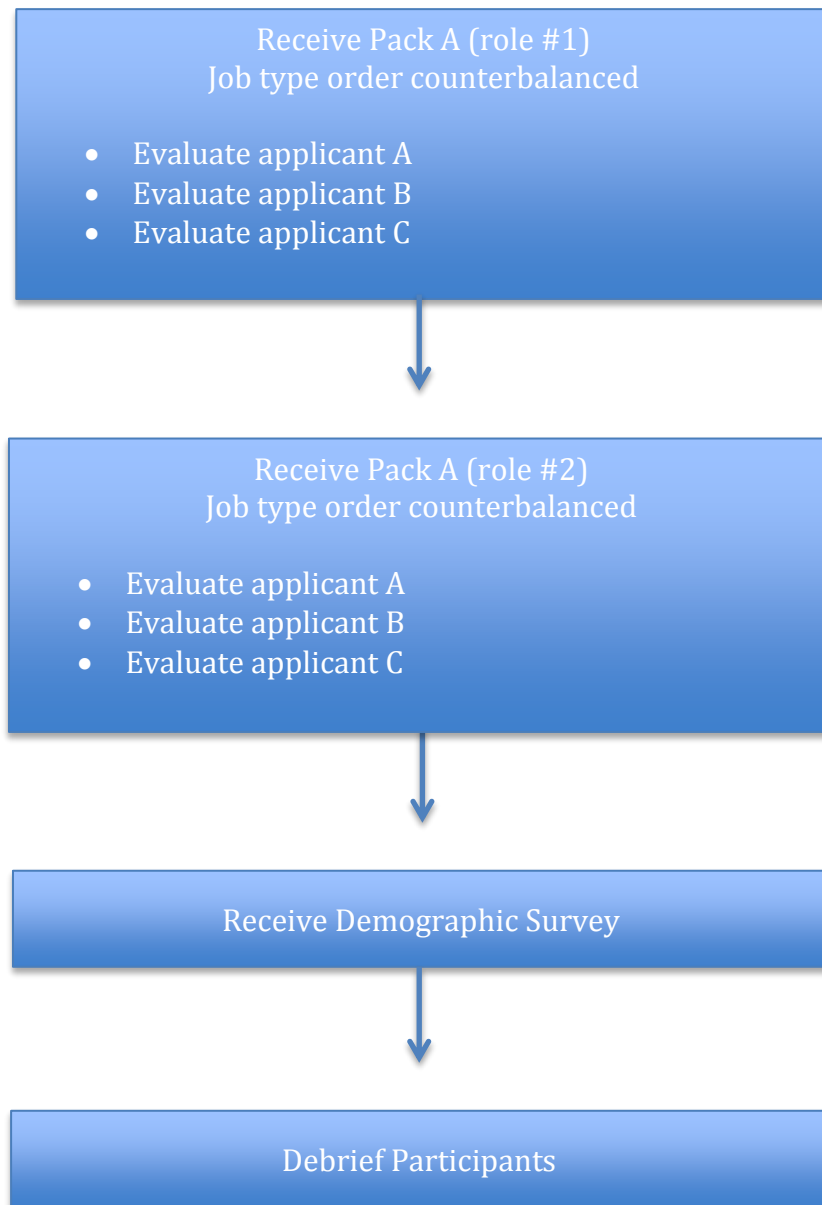 Receive Pack A (role #1)
Job type order counterbalanced
• Evaluate applicant A
• Evaluate applicant B
• Evaluate applicant C
Receive Pack A (role #2)
Job type order counterbalanced
• Evaluate applicant A
• Evaluate applicant B
• Evaluate applicant C
Receive Demographic Survey
Debrief Participants